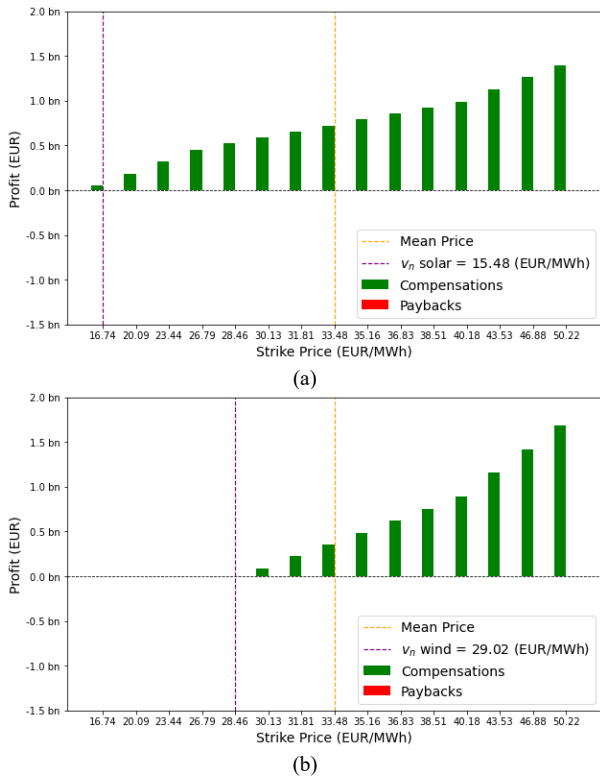 2.0 bn
1.5 bn
1.0 bn
0.5 bn
0.0 bn
-0.5 bn
-1.0 bn
-1.5 bn
Profit (EUR)
Mean Price
vn solar = 15.48 (EUR/MWh)
Compensations
Paybacks
16.74 20.09 23.44 26.79 28.46 30.13 31.81 33.48 35.16 36.83 38.51 40.18 43.53 46.88 50.22
Strike Price (EUR/MWh)
(a)
2.0 bn
1.5 bn
1.0 bn
0.5 bn
0.0 bn
-0.5 bn
-1.0 bn
-1.5 bn
Profit (EUR)
Mean Price
vn wind = 29.02 (EUR/MWh)
Compensations
Paybacks
16.74 20.09 23.44 26.79 28.46 30.13 31.81 33.48 35.16 36.83 38.51 40.18 43.53 46.88 50.22
Strike Price (EUR/MWh)
(b)